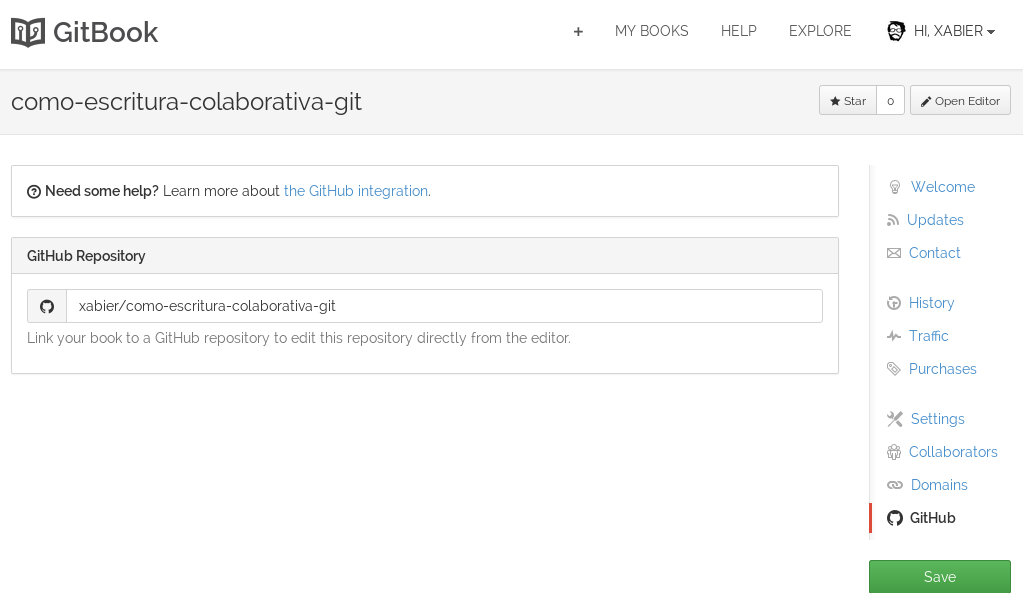 GitBook
+ MY BOOKS HELP EXPLORE HI, XABIER
como-escritura-colaborativa-git
Star 0 Open Editor
Need some help? Learn more about the GitHub integration.
GitHub Repository
xabier/como-escritura-colaborativa-git
Link your book to a GitHub repository to edit this repository directly from the editor.
Welcome
Updates
Contact
History
Traffic
Purchases
Settings
Collaborators
Domains
GitHub
Save